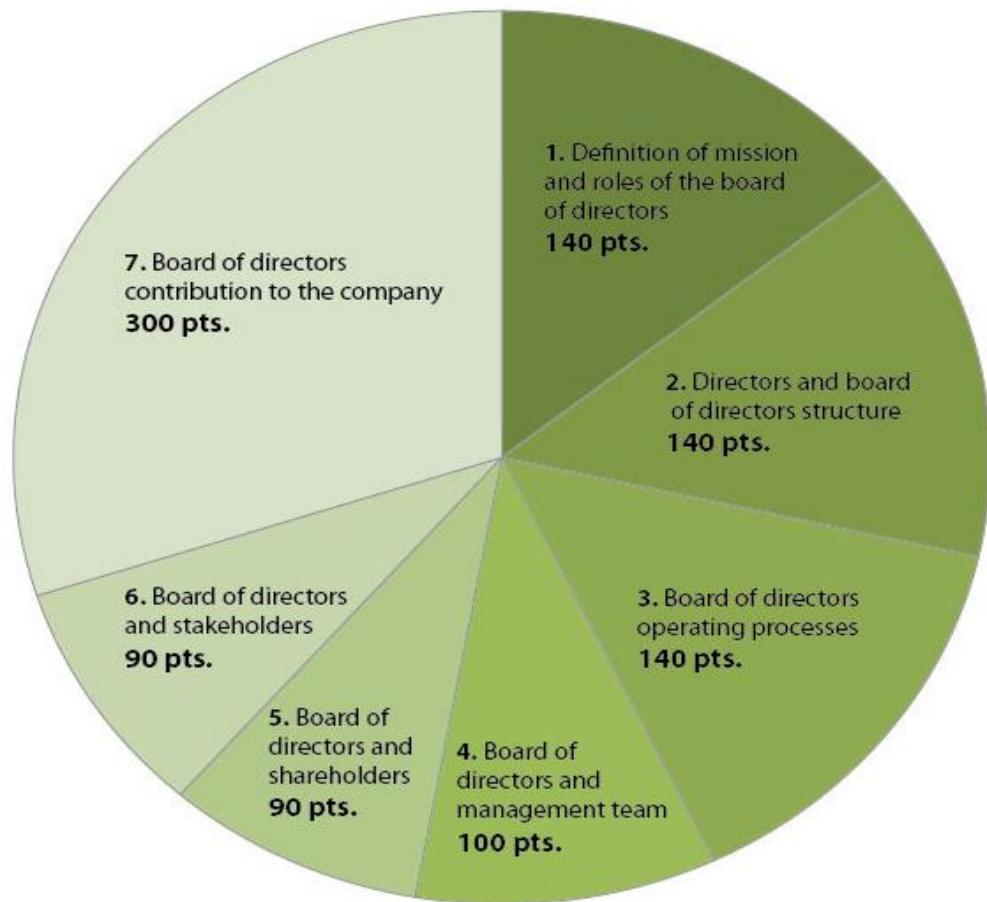 1. Definition of mission
and roles of the board
of directors
140 pts.
2. Directors and board
of directors structure
140 pts.
3. Board of directors
operating processes
140 pts.
4. Board of
directors and
management team
100 pts.
5. Board of
directors and
shareholders
90 pts.
6. Board of directors
and stakeholders
90 pts.
7. Board of directors
contribution to the company
300 pts.